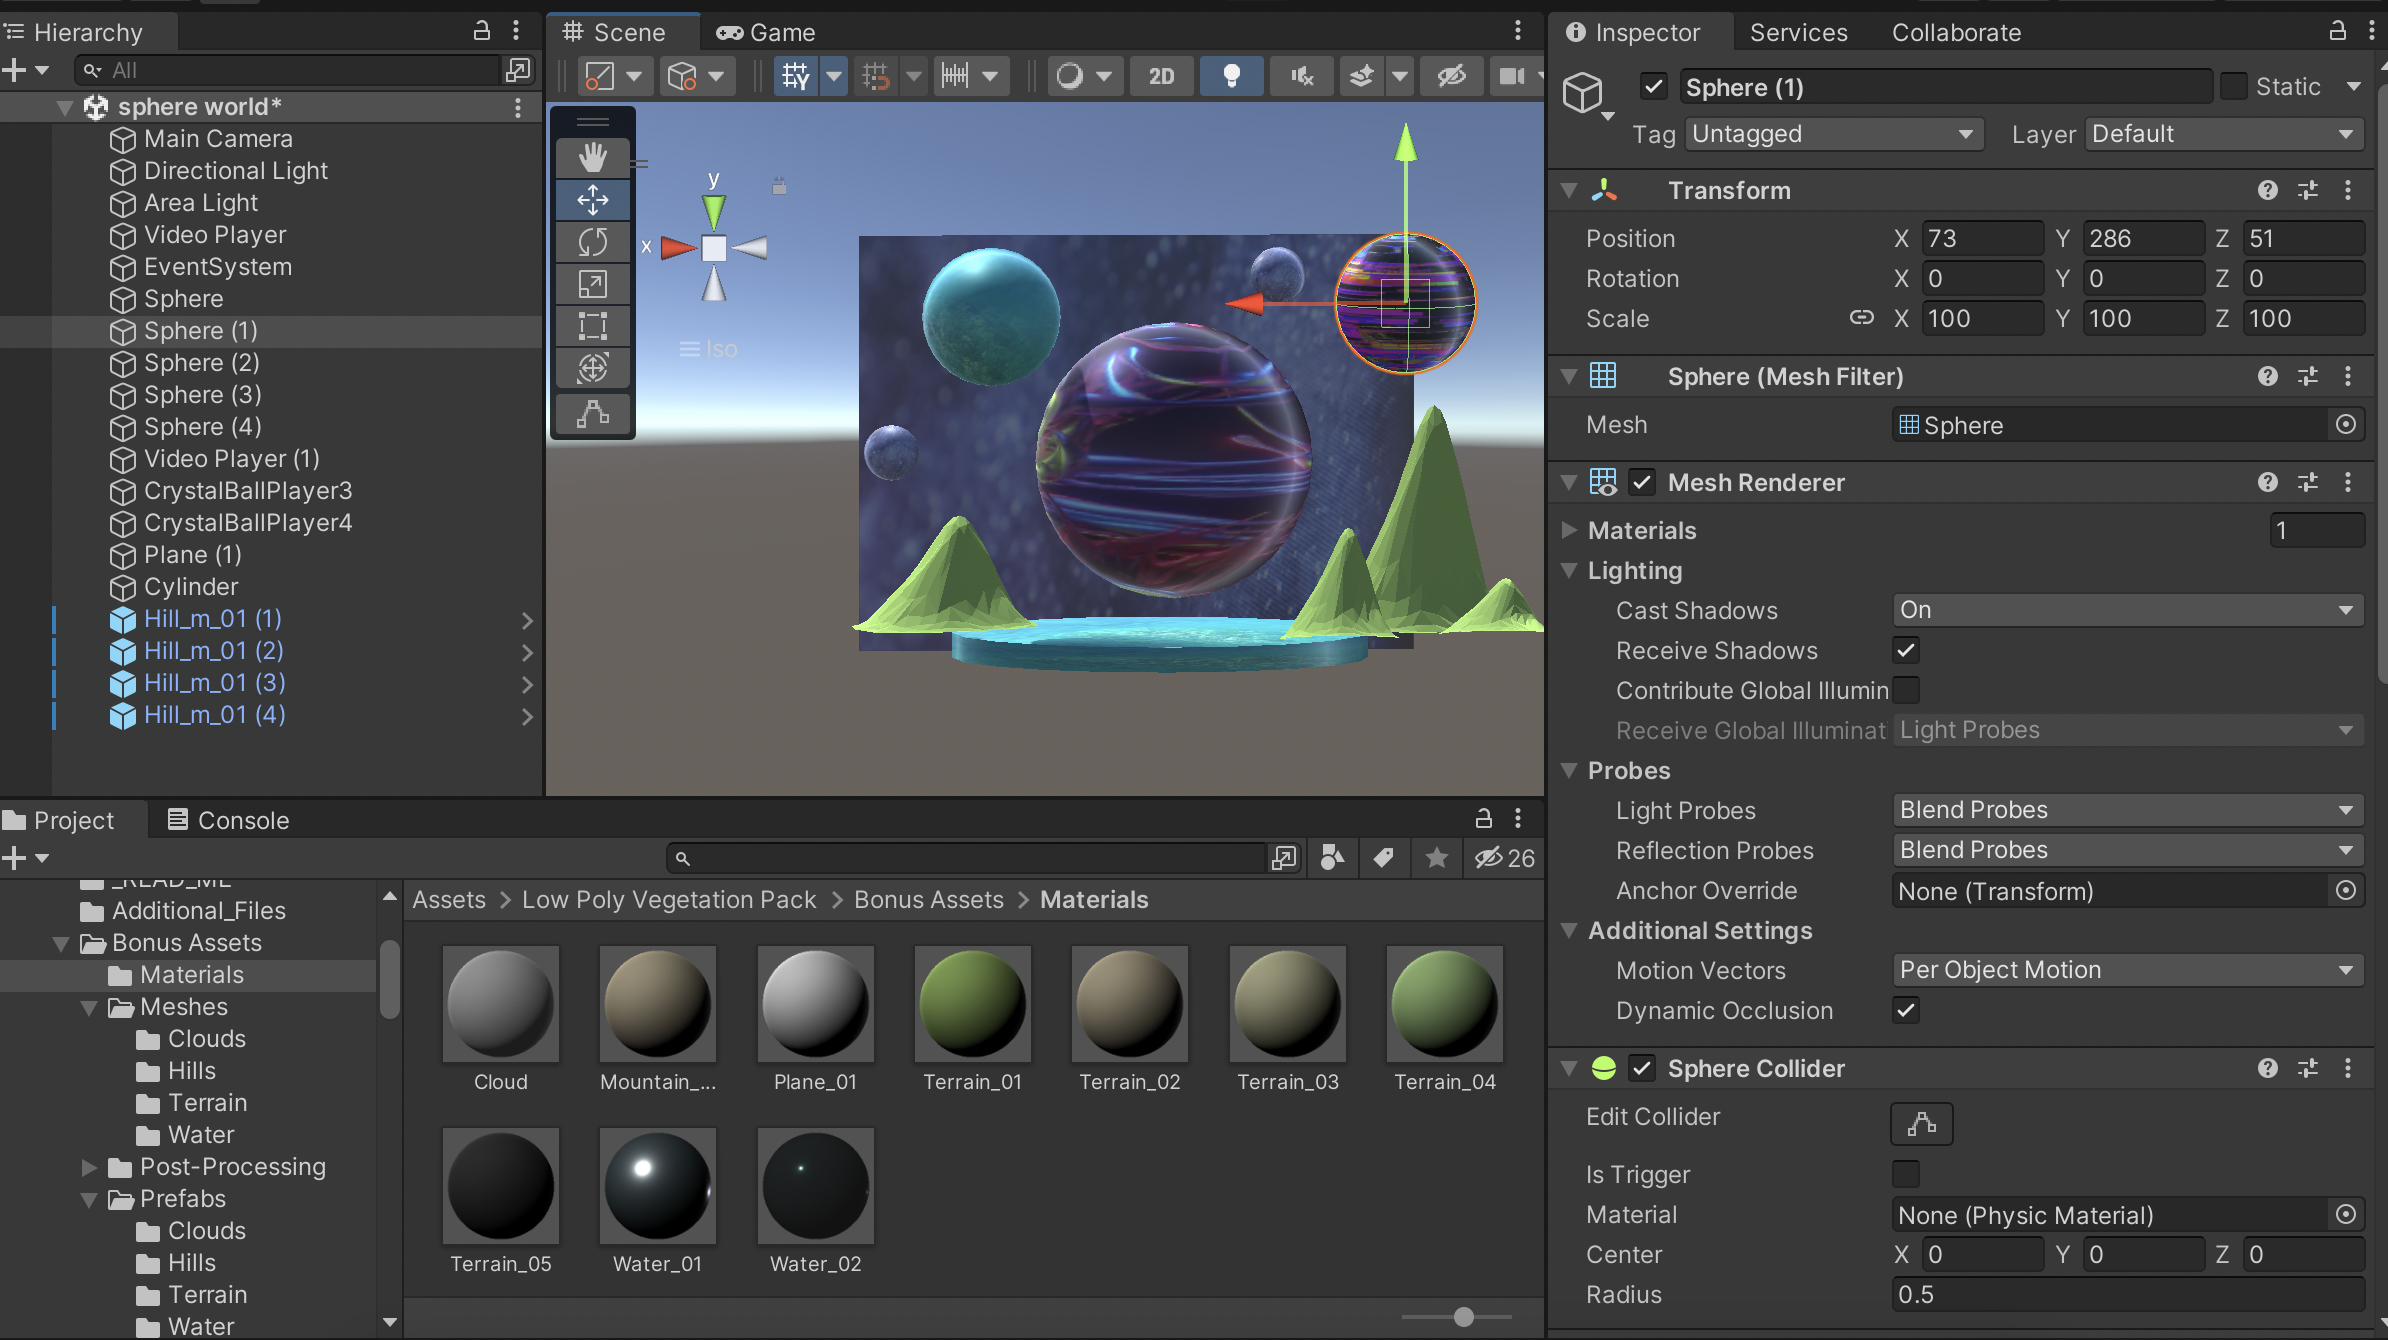 Hierarchy
All
sphere world*
Main Camera
Directional Light
Area Light
Video Player
EventSystem
Sphere
Sphere (1)
Sphere (2)
Sphere (3)
Sphere (4)
Video Player (1)
CrystalBallPlayer3
CrystalBallPlayer4
Plane (1)
Cylinder
Hill_m_01 (1)
Hill_m_01 (2)
Hill_m_01 (3)
Hill_m_01 (4)
Scene
Game
2D
y
x
Iso
Inspector
Services
Collaborate
Sphere (1)
Static
Tag Untagged
Layer Default
Transform
Position X 73 Y 286 Z 51
Rotation X 0 Y 0 Z 0
Scale X 100 Y 100 Z 100
Sphere (Mesh Filter)
Mesh Sphere
Mesh Renderer
Materials 1
Lighting
Cast Shadows On
Receive Shadows
Contribute Global Illumin
Receive Global Illuminat Light Probes
Probes
Light Probes Blend Probes
Reflection Probes Blend Probes
Anchor Override None (Transform)
Additional Settings
Motion Vectors Per Object Motion
Dynamic Occlusion
Sphere Collider
Edit Collider
Is Trigger
Material None (Physic Material)
Center X 0 Y 0 Z 0
Radius 0.5
Project
Console
26
_READ_ME
Additional_Files
Bonus Assets
Materials
Meshes
Clouds
Hills
Terrain
Water
Post-Processing
Prefabs
Clouds
Hills
Terrain
Water
Assets > Low Poly Vegetation Pack > Bonus Assets > Materials
Cloud
Mountain_...
Plane_01
Terrain_01
Terrain_02
Terrain_03
Terrain_04
Terrain_05
Water_01
Water_02